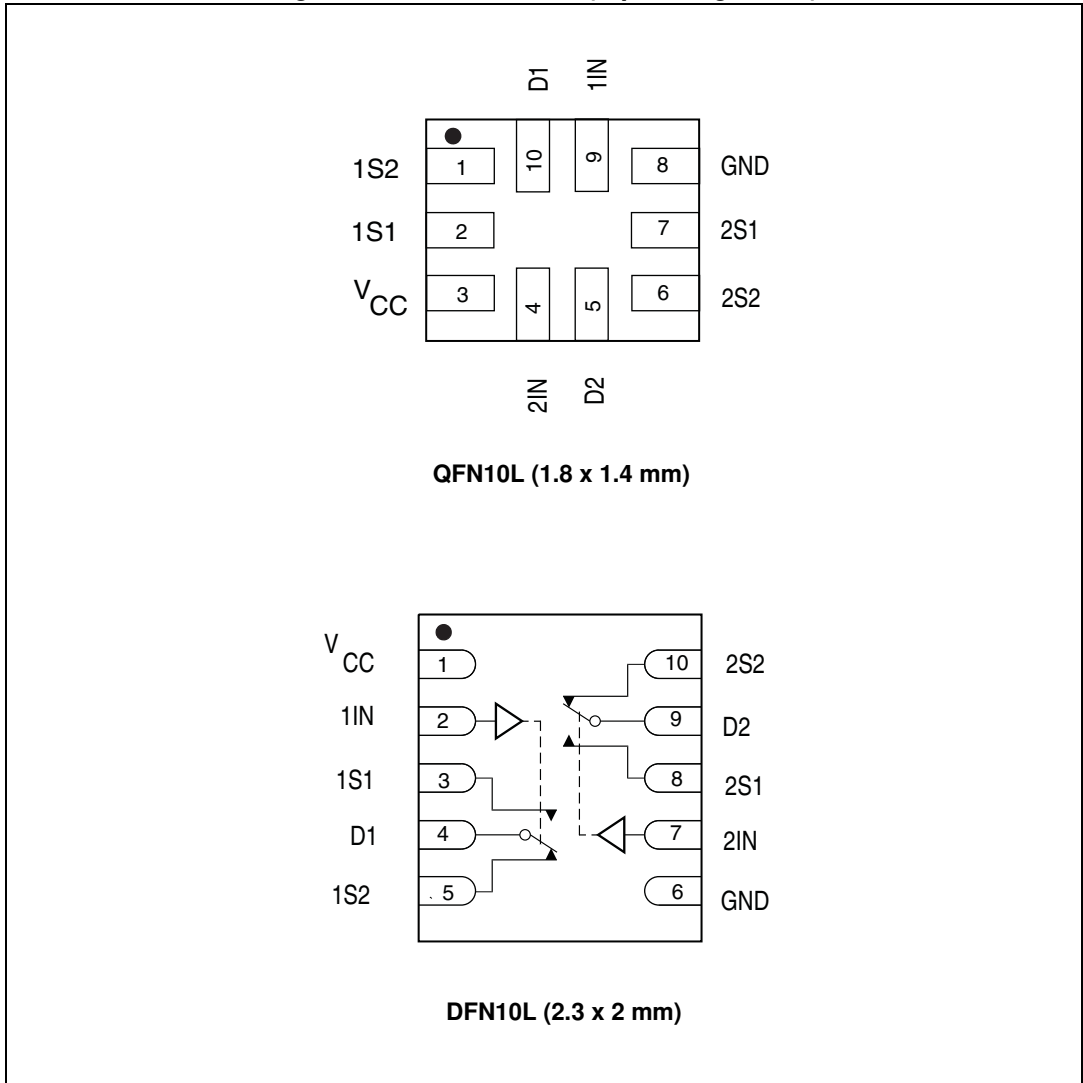 D1 1IN
1S2 1 10 9 8 GND
1S1 2 7 2S1
VCC 3 4 5 6 2S2
2IN D2
QFN10L (1.8 x 1.4 mm)
VCC 1 10 2S2
1IN 2 9 D2
1S1 3 8 2S1
D1 4 7 2IN
1S2 5 6 GND
DFN10L (2.3 x 2 mm)